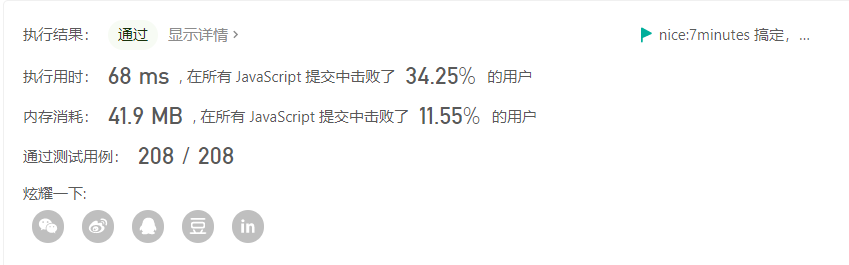 执行结果： 通过 显示详情 › nice:7minutes 搞定，...
执行用时： 68 ms , 在所有 JavaScript 提交中击败了 34.25% 的用户
内存消耗： 41.9 MB , 在所有 JavaScript 提交中击败了 11.55% 的用户
通过测试用例： 208 / 208
炫耀一下:
豆
in